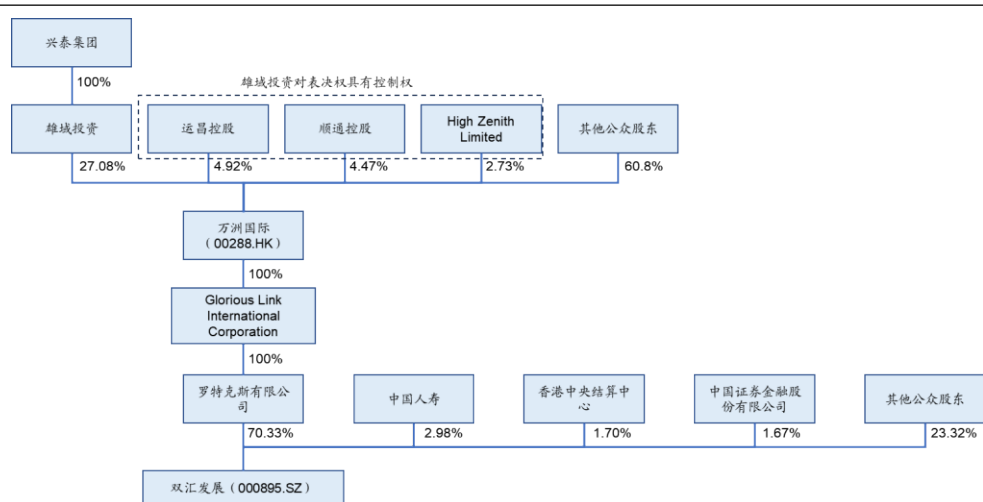 兴泰集团
100%
雄域投资对表决权具有控制权
雄域投资
运昌控股
顺通控股
High Zenith
Limited
其他公众股东
27.08%
4.92%
4.47%
2.73%
60.8%
万洲国际
（00288.HK）
100%
Glorious Link
International
Corporation
100%
罗特克斯有限公
司
中国人寿
香港中央结算中
心
中国证券金融股
份有限公司
其他公众股东
70.33%
2.98%
1.70%
1.67%
23.32%
双汇发展（000895.SZ）